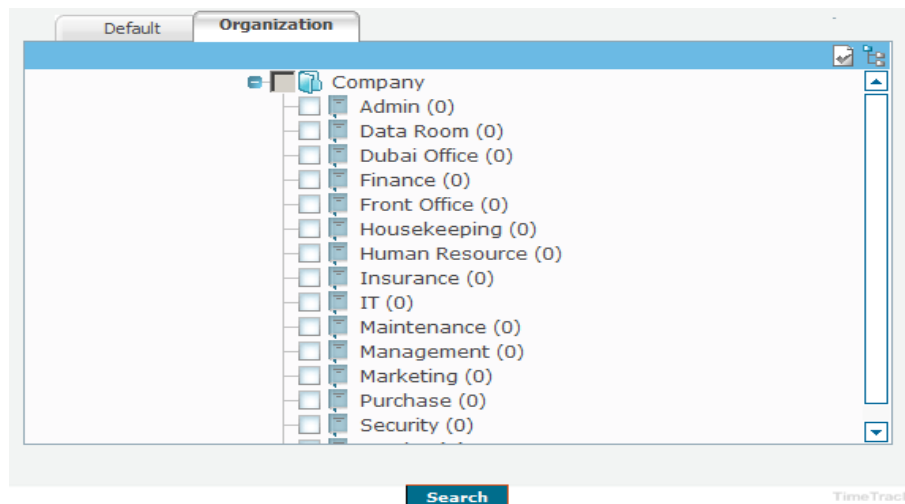 Default
Organization
Company
Admin (0)
Data Room (0)
Dubai Office (0)
Finance (0)
Front Office (0)
Housekeeping (0)
Human Resource (0)
Insurance (0)
IT (0)
Maintenance (0)
Management (0)
Marketing (0)
Purchase (0)
Security (0)
Search